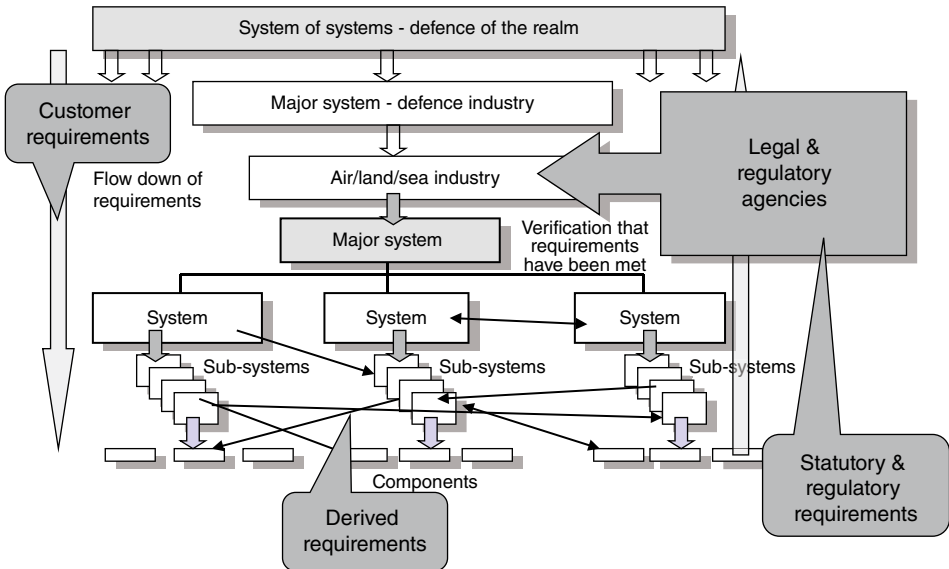 System of systems - defence of the realm
Major system - defence industry
Customer
requirements
Legal &
regulatory
agencies
Flow down of
requirements
Air/land/sea industry
Major system
Verification that
requirements
have been met
System
System
System
Sub-systems
Sub-systems
Sub-systems
Components
Derived
requirements
Statutory &
regulatory
requirements